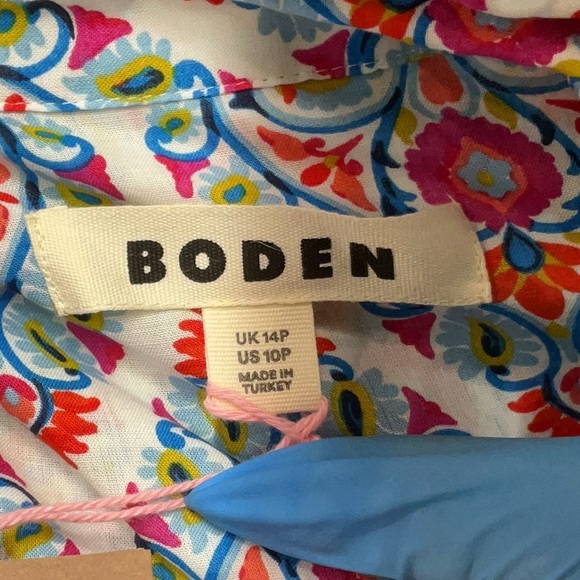 BODEN
UK 14P
US 10P
MADE IN
TURKEY